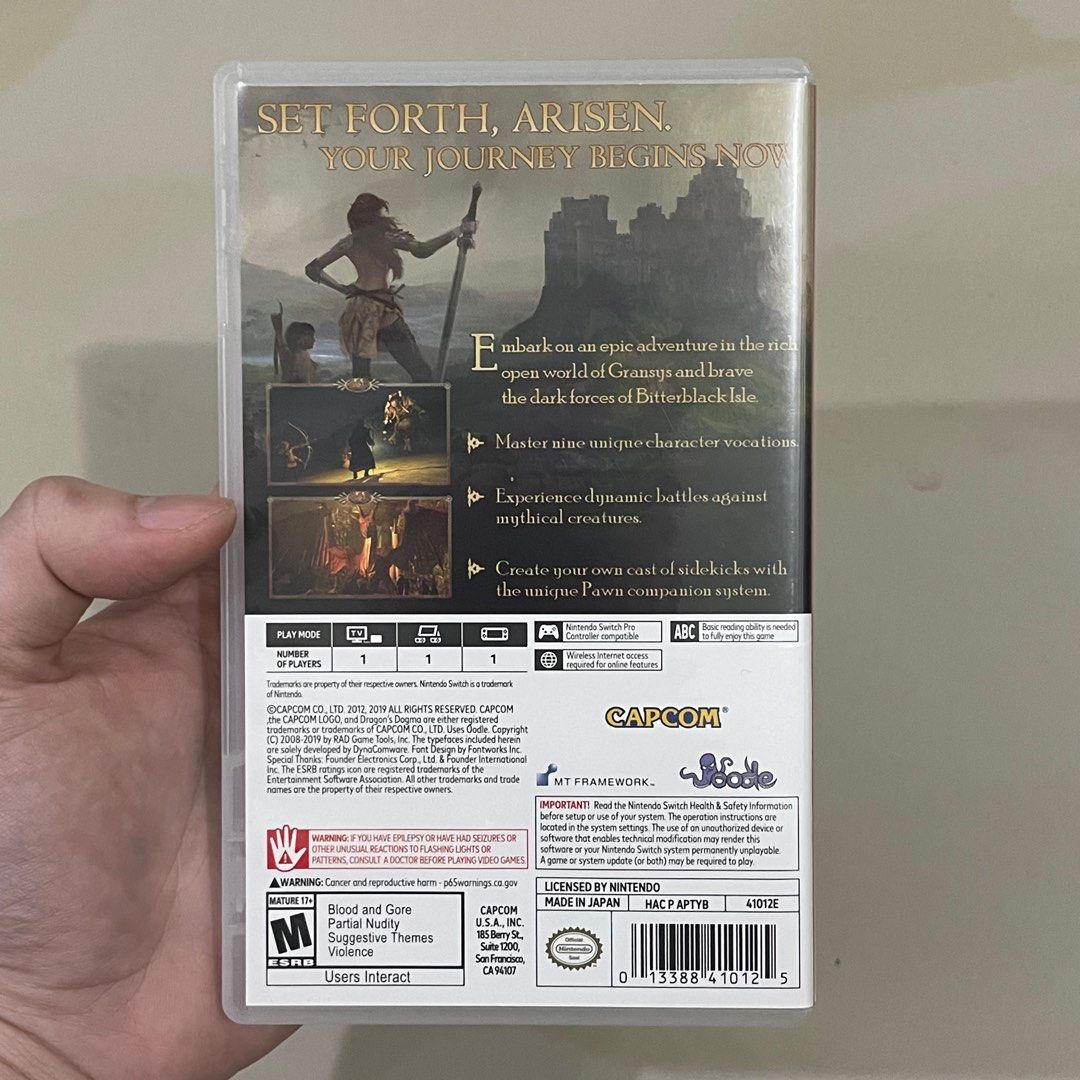 SET FORTH, ARISEN.
YOUR JOURNEY BEGINS NOW
Embark on an epic adventure in the rich
open world of Gransys and brave
the dark forces of Bitterblack Isle.
Master nine unique character vocations.
Experience dynamic battles against
mythical creatures.
Create your own cast of sidekicks with
the unique Pawn companion system.
PLAY MODE
TV
NUMBER
OF PLAYERS
1
1
1
Nintendo Switch Pro
Controller compatible
ABC
Basic reading ability is needed
to fully enjoy this game
Wireless Internet access
required for online features
Trademarks are property of their respective owners. Nintendo Switch is a trademark
of Nintendo.
©CAPCOM CO., LTD. 2012, 2019 ALL RIGHTS RESERVED. CAPCOM
,the CAPCOM LOGO, and Dragon's Dogma are either registered
trademarks or trademarks of CAPCOM CO., LTD. Uses Oodle. Copyright
(C) 2008-2019 by RAD Game Tools, Inc. The typefaces included herein
are solely developed by DynaComware. Font Design by Fontworks Inc.
Special Thanks: Founder Electronics Corp., Ltd. & Founder International
Inc. The ESRB ratings icon are registered trademarks of the
Entertainment Software Association. All other trademarks and trade
names are the property of their respective owners.
CAPCOM®
MT FRAMEWORK™
Oodle
IMPORTANT! Read the Nintendo Switch Health & Safety Information
before setup or use of your system. The operation instructions are
located in the system settings. The use of an unauthorized device or
software that enables technical modification may render this
software or your Nintendo Switch system permanently unplayable.
A game or system update (or both) may be required to play.
WARNING: IF YOU HAVE EPILEPSY OR HAVE HAD SEIZURES OR
OTHER UNUSUAL REACTIONS TO FLASHING LIGHTS OR
PATTERNS, CONSULT A DOCTOR BEFORE PLAYING VIDEO GAMES.
WARNING: Cancer and reproductive harm - p65warnings.ca.gov
MATURE 17+
M
ESRB
Blood and Gore
Partial Nudity
Suggestive Themes
Violence
Users Interact
CAPCOM
U.S.A., INC.
185 Berry St.,
Suite 1200,
San Francisco,
CA 94107
LICENSED BY NINTENDO
MADE IN JAPAN
HAC P APTYB
41012E
Official
Nintendo
Seal
0 13388 41012 5